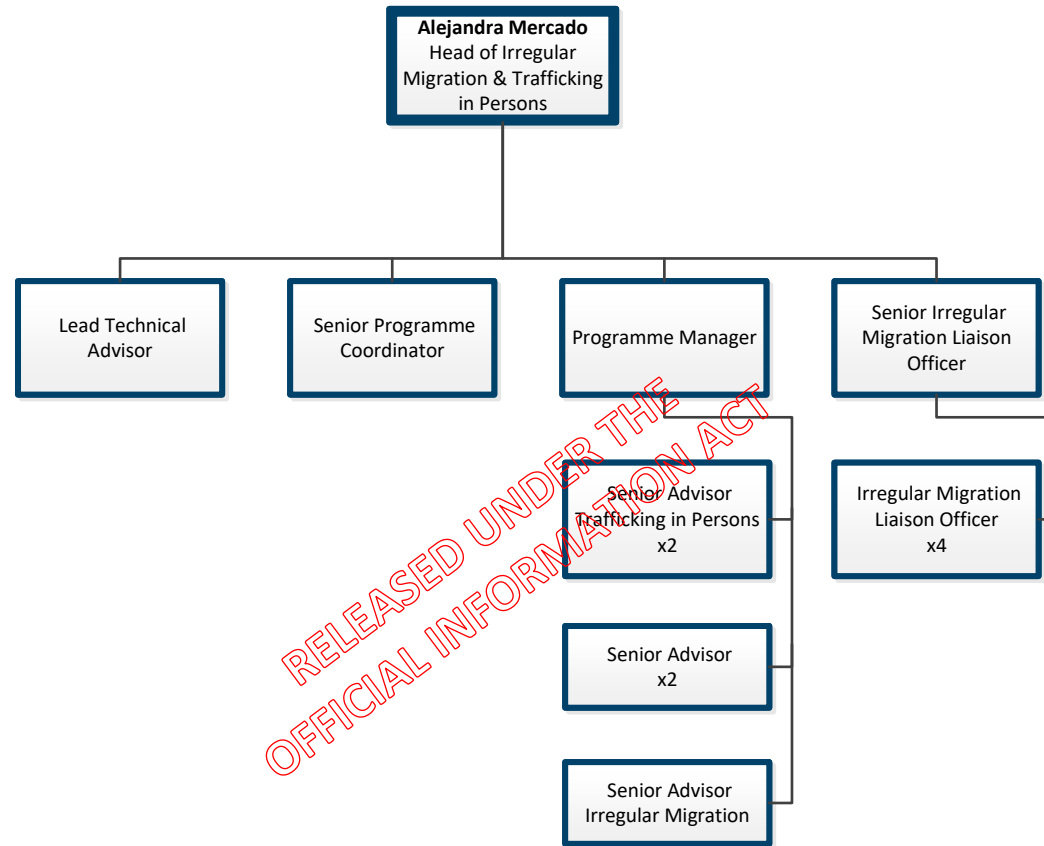 Alejandra Mercado
Head of Irregular
Migration & Trafficking
in Persons
Lead Technical
Advisor
Senior Programme
Coordinator
Programme Manager
Senior Irregular
Migration Liaison
Officer
Senior Advisor
Trafficking in Persons
x2
Irregular Migration
Liaison Officer
x4
Senior Advisor
x2
Senior Advisor
Irregular Migration
RELEASED UNDER THE
OFFICIAL INFORMATION ACT